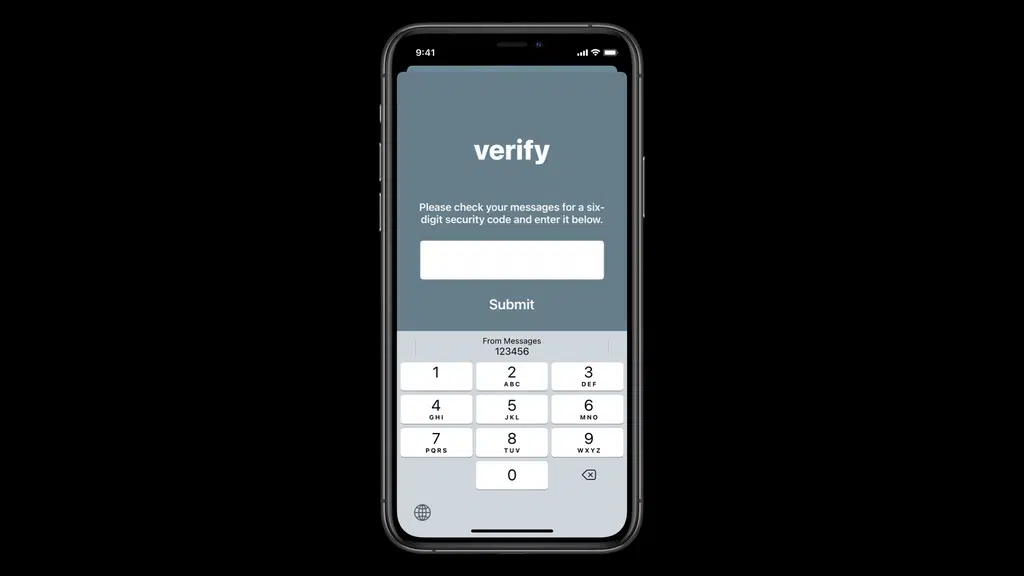 9:41
verify
Please check your messages for a six-
digit security code and enter it below.
Submit
From Messages
123456
1
2
ABC
3
DEF
4
GHI
5
JKL
6
MNO
7
PQRS
8
TUV
9
WXYZ
0